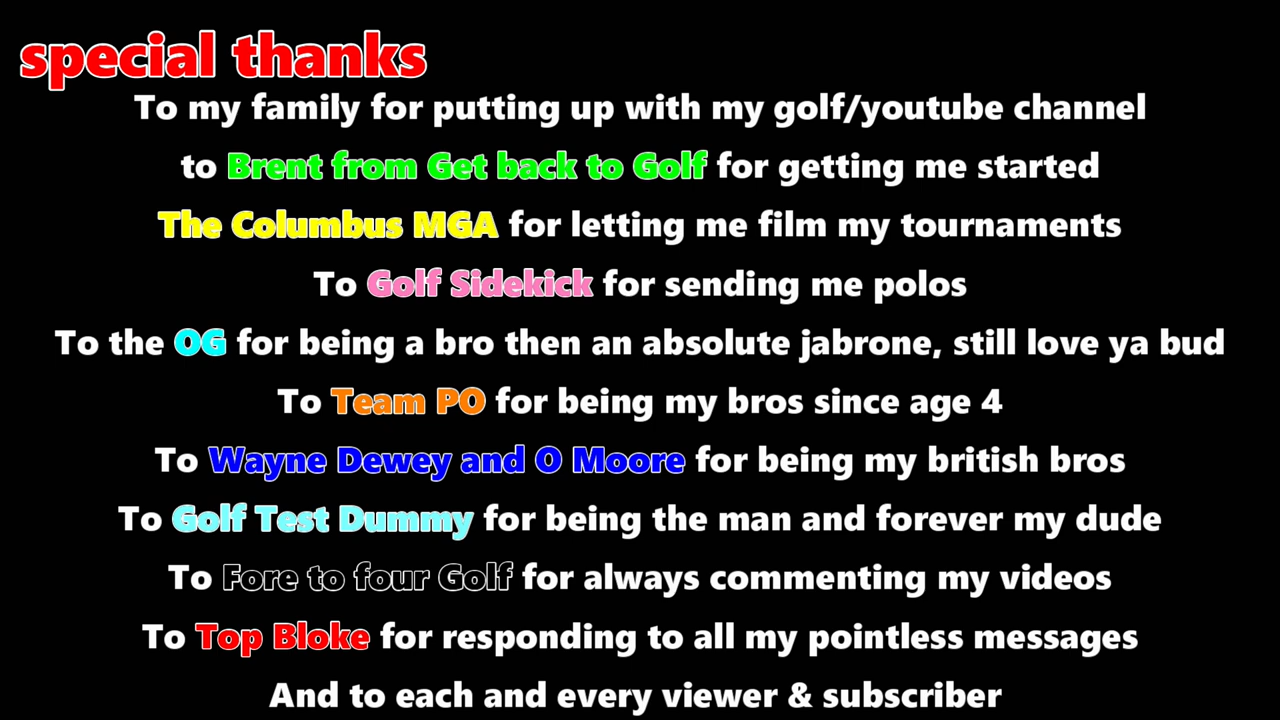 special thanks
To my family for putting up with my golf/youtube channel
to Brent from Get back to Golf for getting me started
The Columbus MGA for letting me film my tournaments
To Golf Sidekick for sending me polos
To the OG for being a bro then an absolute jabrone, still love ya bud
To Team PO for being my bros since age 4
To Wayne Dewey and O Moore for being my british bros
To Golf Test Dummy for being the man and forever my dude
To Fore to four Golf for always commenting my videos
To Top Bloke for responding to all my pointless messages
And to each and every viewer & subscriber